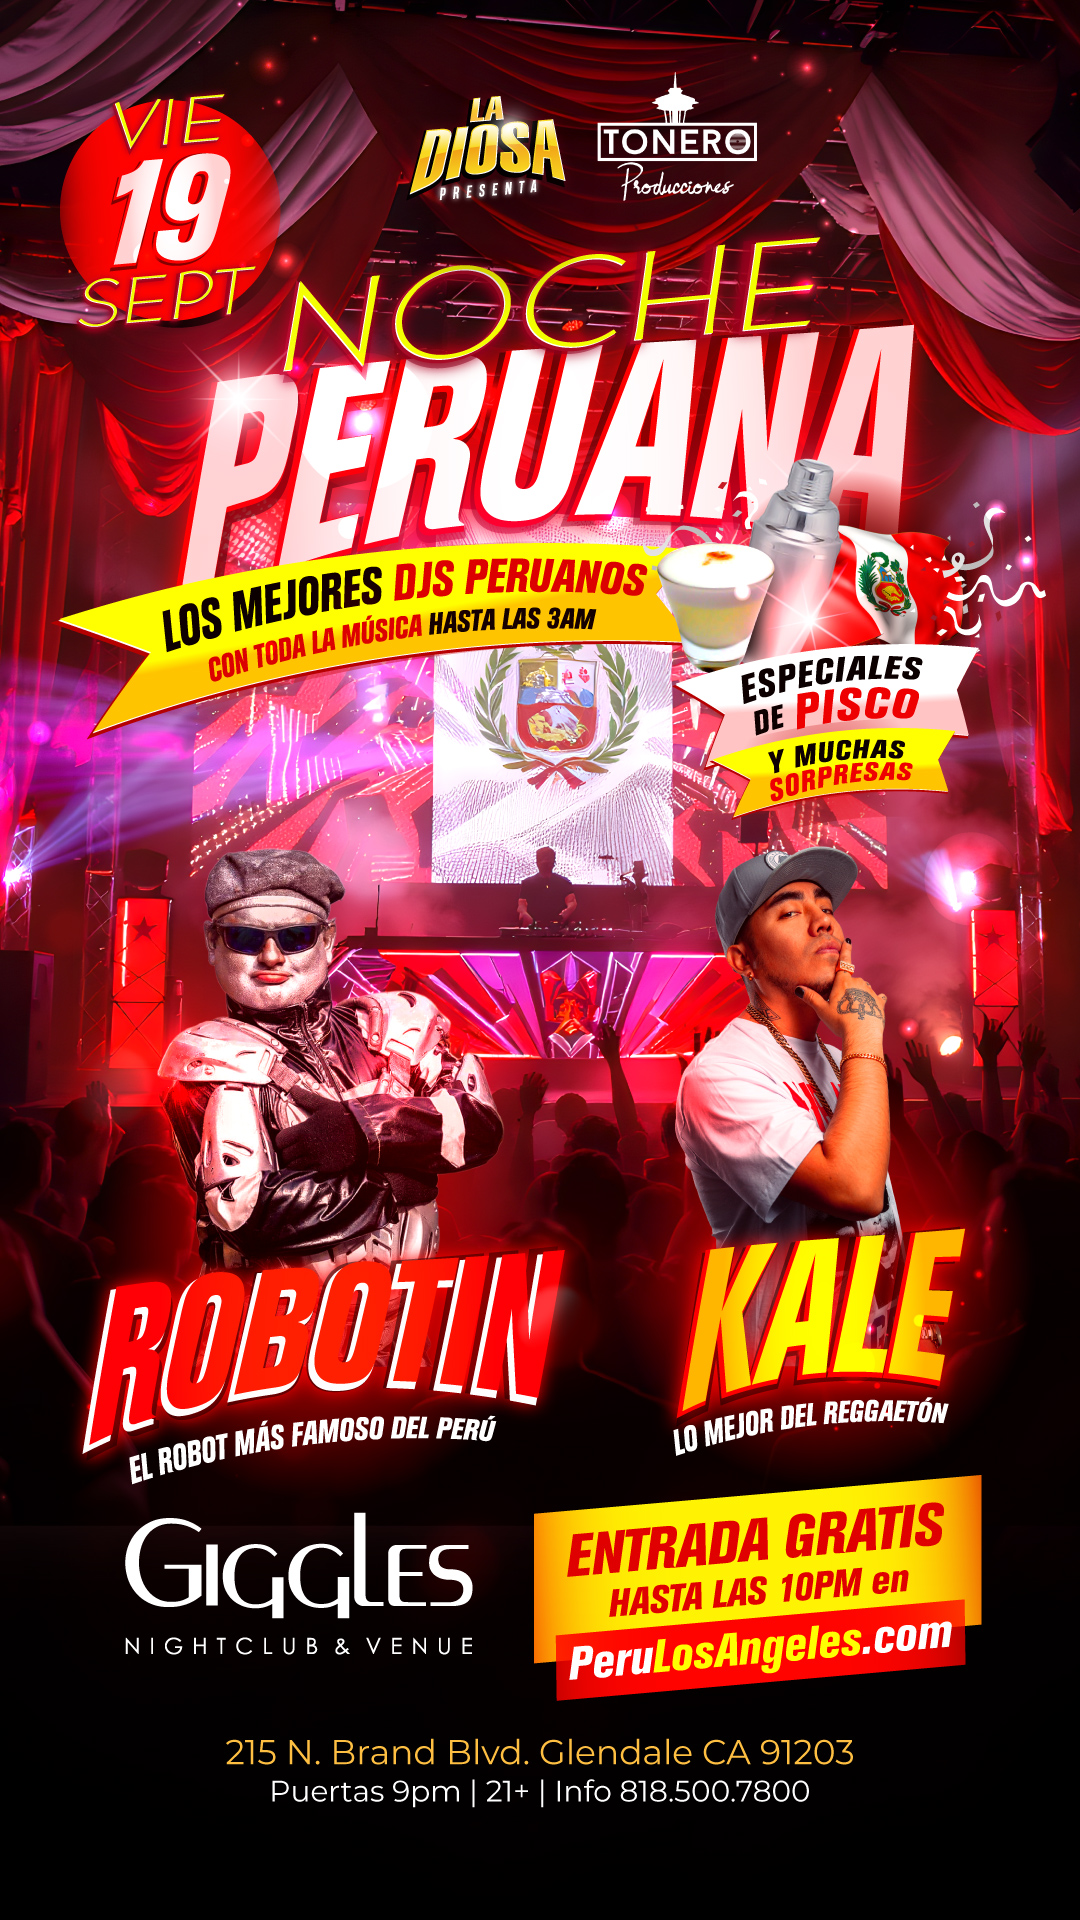 VIE
19
SEPT
LA
DIOSA
PRESENTA
TONERO
Producciones
NOCHE
PERUANA
LOS MEJORES DJS PERUANOS
CON TODA LA MÚSICA HASTA LAS 3AM
ESPECIALES
DE PISCO
Y MUCHAS
SORPRESAS
ROBOTIN
EL ROBOT MÁS FAMOSO DEL PERÚ
KALE
LO MEJOR DEL REGGAETÓN
GIGGLES
NIGHTCLUB & VENUE
ENTRADA GRATIS
HASTA LAS 10PM en
PeruLosAngeles.com
215 N. Brand Blvd. Glendale CA 91203
Puertas 9pm | 21+ | Info 818.500.7800